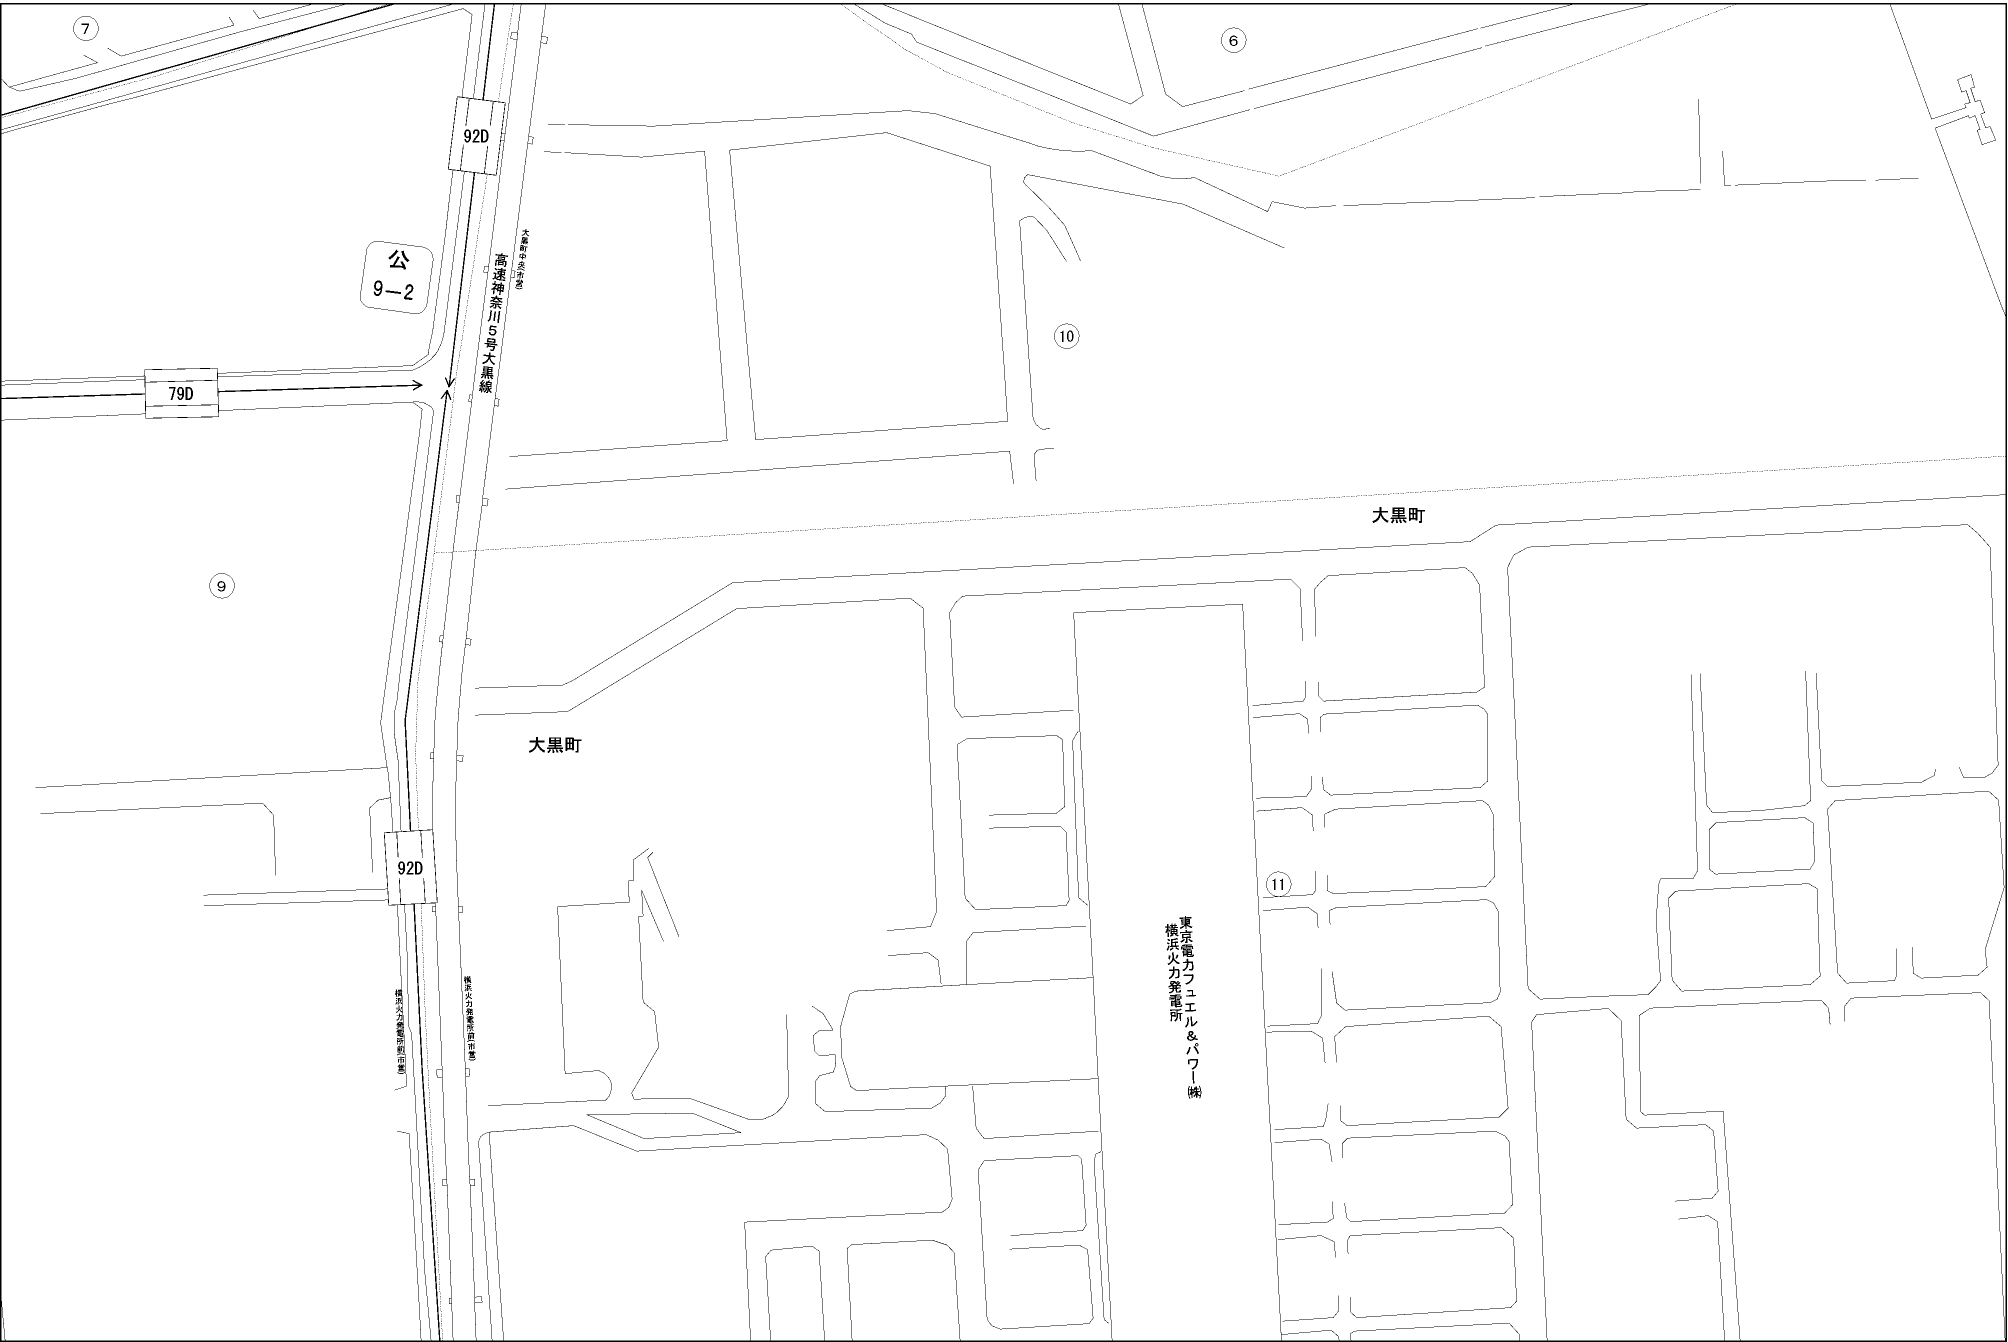 ⑦
⑥
92D
公
9—2
大黒町中央(市営)
高速神奈川5号大黒線
⑩
79D
大黒町
⑨
大黒町
92D
⑪
東京電力フュエル&パワー㈱
横浜火力発電所
横浜火力発電所前(市営)
横浜火力発電所前(市営)